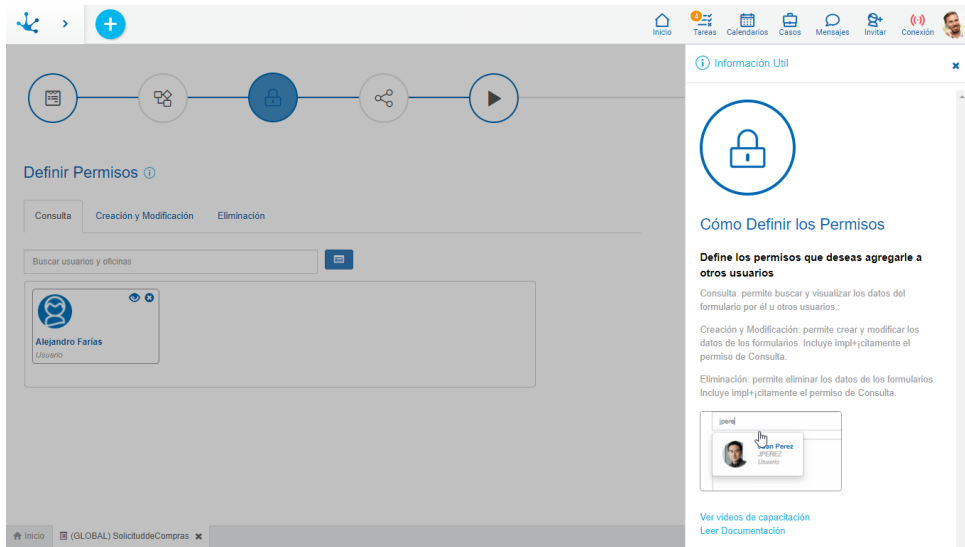 Inicio
4
Tareas
Calendarios
Casos
Mensajes
Invitar
Conexión
Definir Permisos
Consulta
Creación y Modificación
Eliminación
Buscar usuarios y oficinas
Alejandro Farías
Usuario
Inicio
(GLOBAL) SolicituddeCompras
Información Util
Cómo Definir los Permisos
Define los permisos que deseas agregarle a
otros usuarios
Consulta: permite buscar y visualizar los datos del
formulario por él u otros usuarios.:
Creación y Modificación: permite crear y modificar los
datos de los formularios. Incluye impl+¡citamente el
permiso de Consulta.
Eliminación: permite eliminar los datos de los formularios.
Incluye impl+¡citamente el permiso de Consulta.
jpere
Juan Perez
JPEREZ
Usuario
Ver videos de capacitación
Leer Documentación